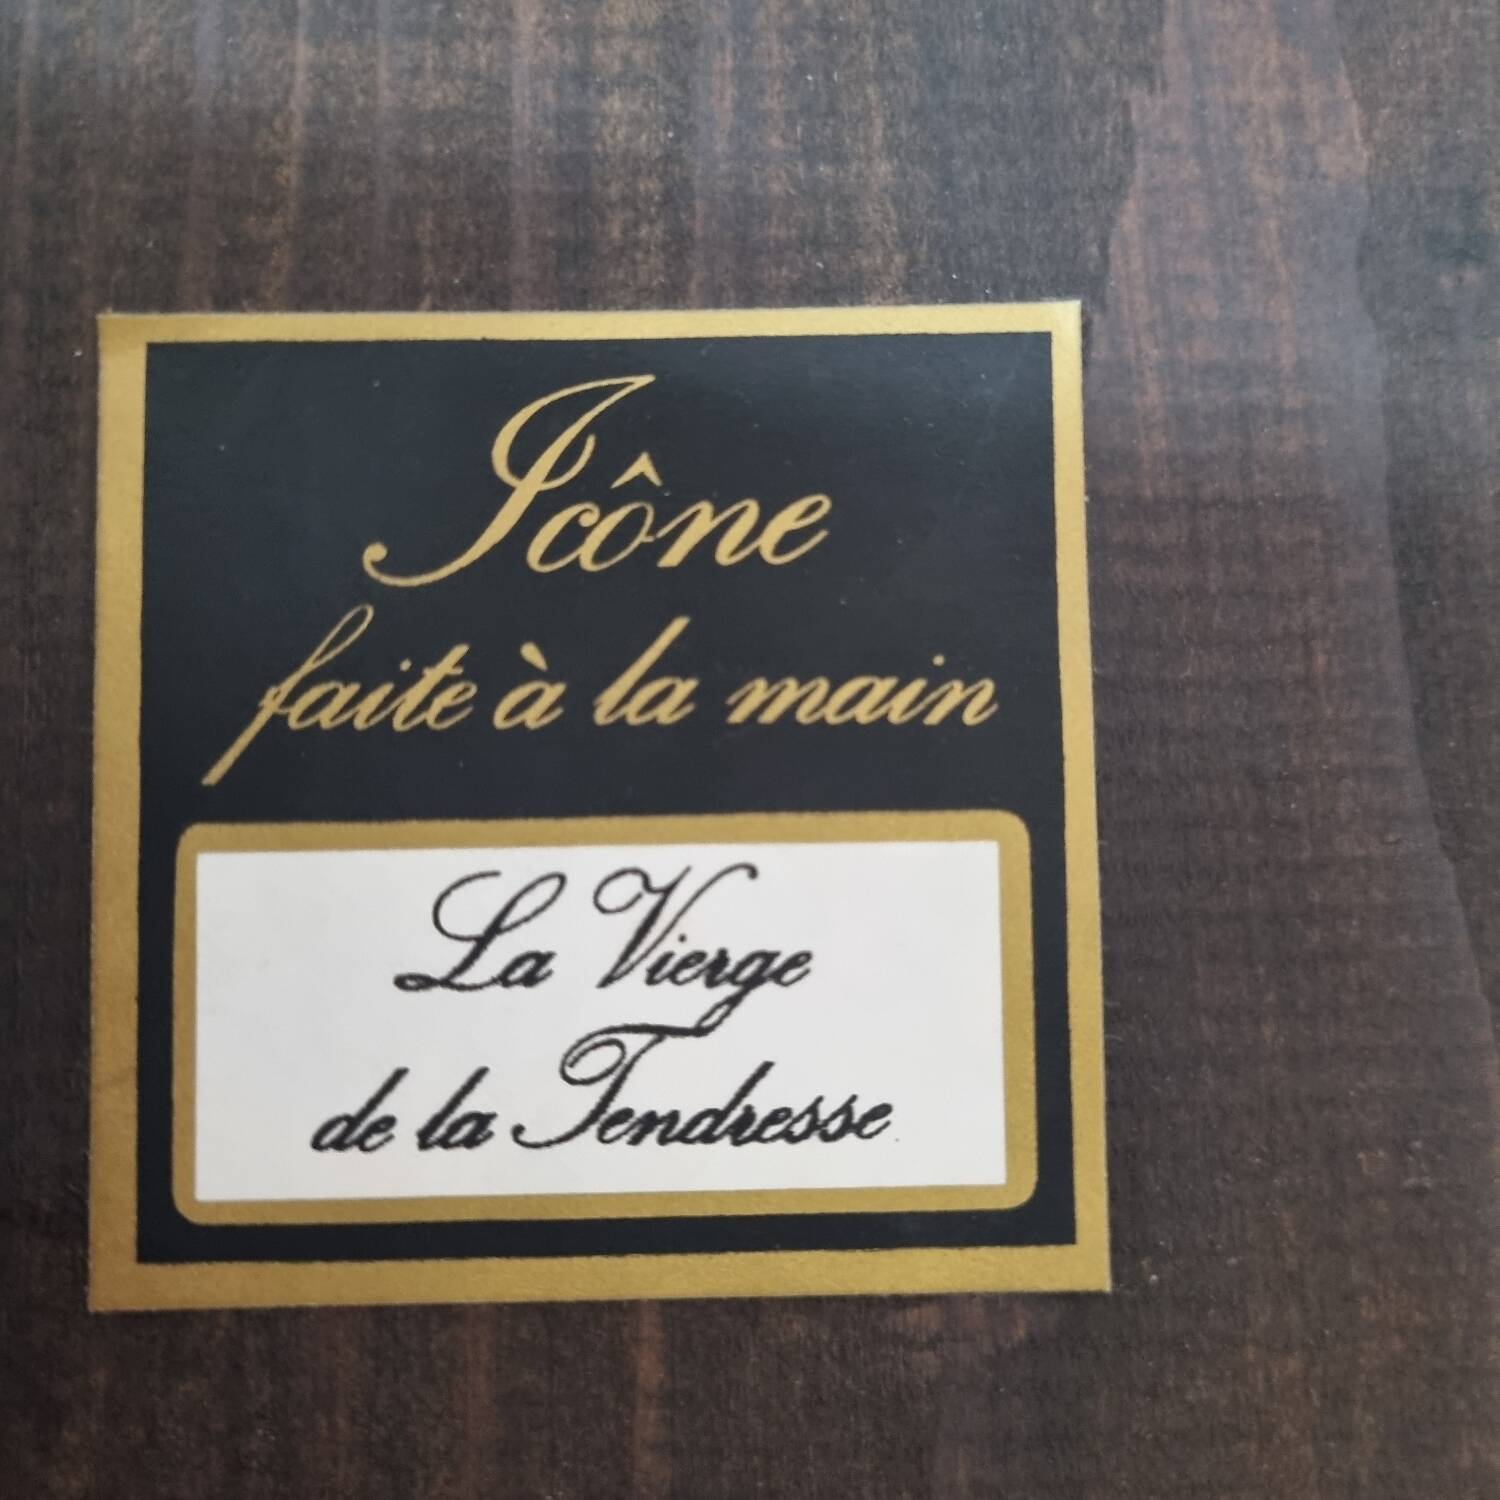 Icône
faite à la main
La Vierge
de la Tendresse